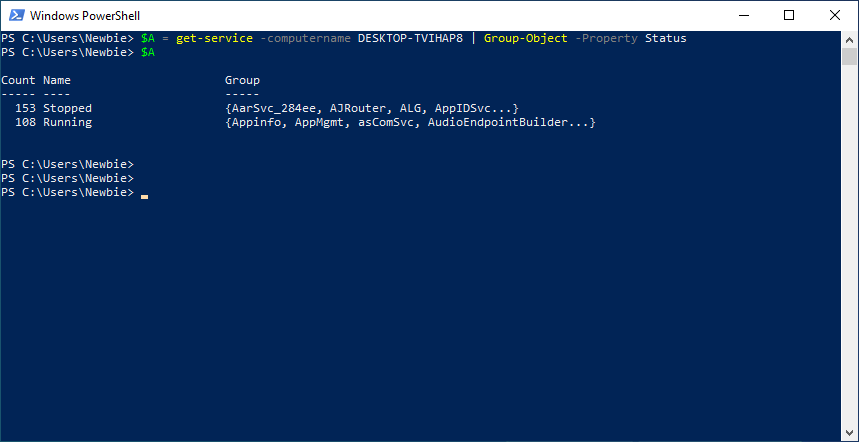 Windows PowerShell
PS C:\Users\Newbie> $A = get-service -computername DESKTOP-TVIHAP8 | Group-Object -Property Status
PS C:\Users\Newbie> $A
Count Name                      Group
----- ----                      -----
  153 Stopped                   {AarSvc_284ee, AJRouter, ALG, AppIDSvc...}
  108 Running                   {Appinfo, AppMgmt, asComSvc, AudioEndpointBuilder...}
PS C:\Users\Newbie>
PS C:\Users\Newbie>
PS C:\Users\Newbie>